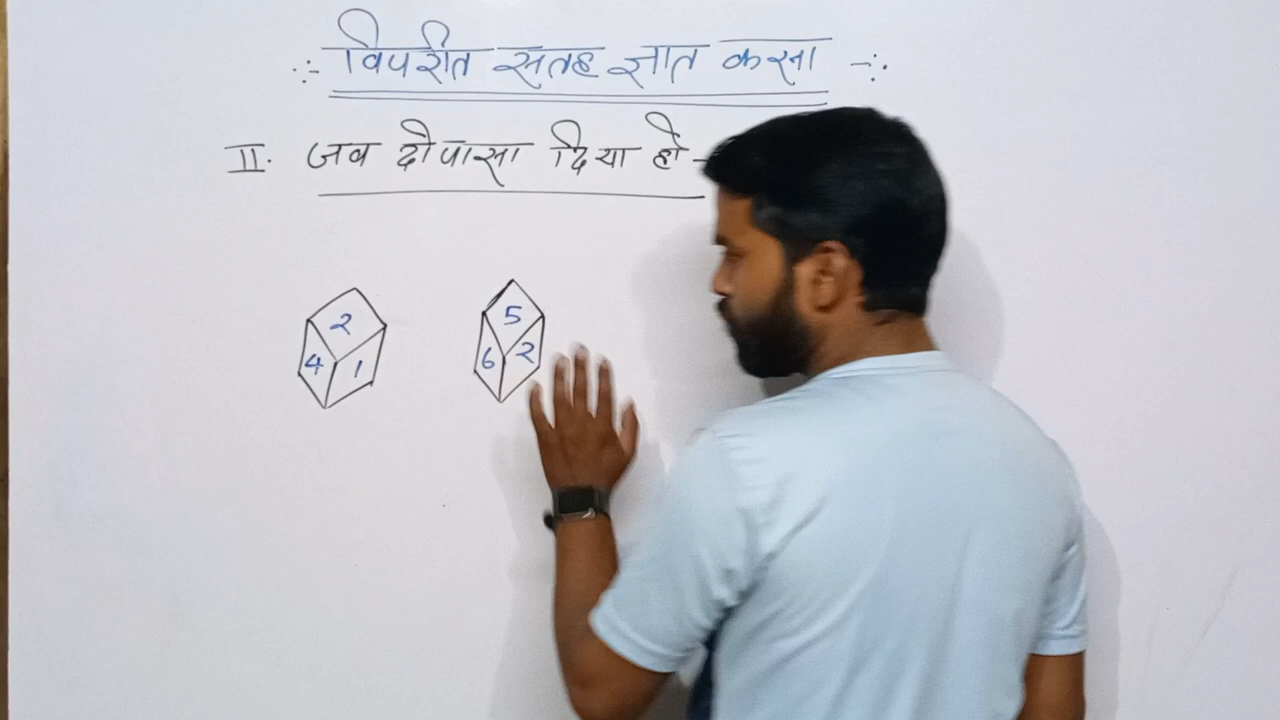 :- विपरीत सतह ज्ञात करना -:
II. जब दो पासा दिया हो-
2
4 1
5
6 2